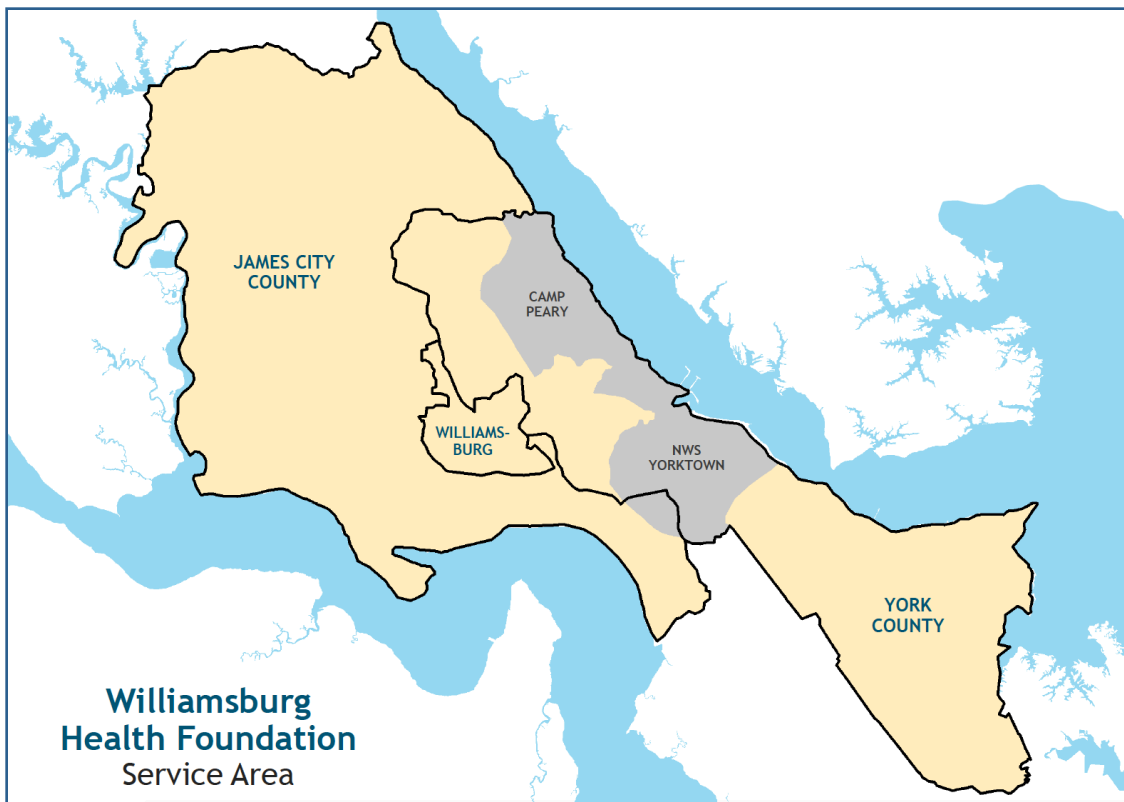 JAMES CITY
COUNTY
CAMP
PEARY
WILLIAMS-
BURG
NWS
YORKTOWN
YORK
COUNTY
Williamsburg
Health Foundation
Service Area